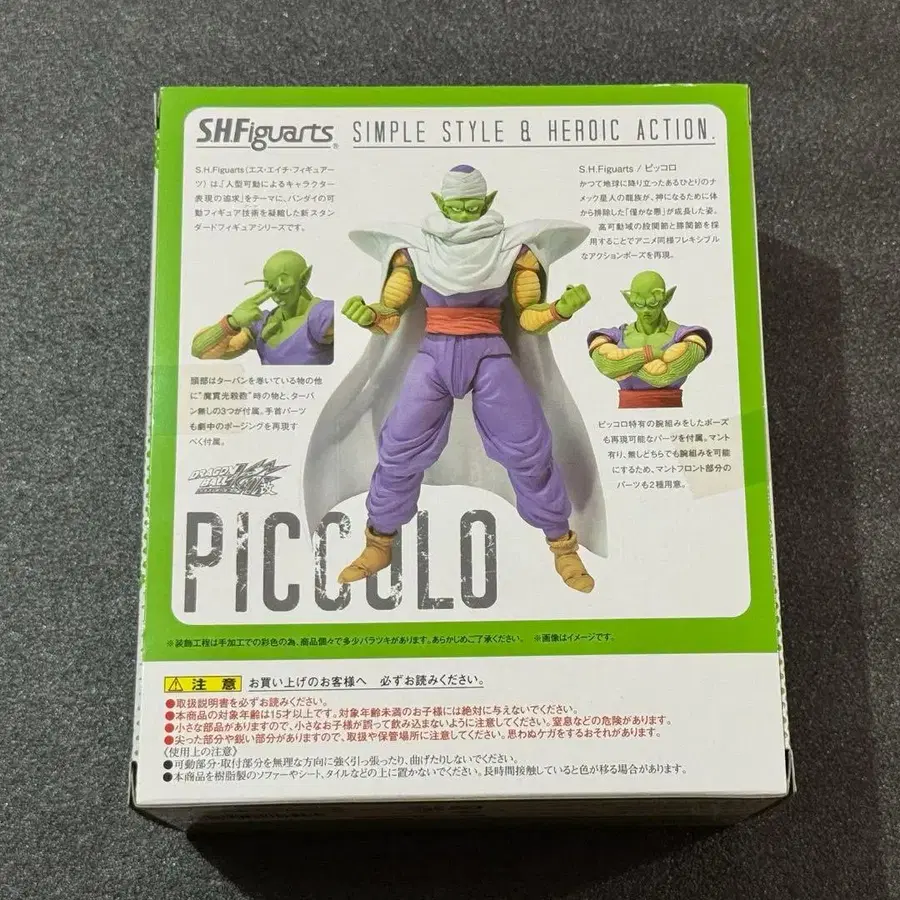 S.H.Figuarts
SIMPLE STYLE & HEROIC ACTION.
S.H.Figuarts(エス・エイチ・フィギュアー
ツ)は、「人型可動によるキャラクター
表現の追求」をテーマに、バンダイの可
動フィギュア技術を凝縮した新スタン
ダードフィギュアシリーズです。
S.H.Figuarts / ピッコロ
かつて地球に降り立ったあるひとりのナ
メック星人の龍族が、神になるために体
から排除した「僅かな悪」が成長した姿。
高可動域の股関節と膝関節を採
用することでアニメ同様フレキシブル
なアクションポーズを再現。
頭部はターバンを巻いている物の他
に"魔貫光殺砲"時の物と、ターバ
ン無しの3つが付属。手首パーツ
も劇中のポージングを再現す
べく付属。
ピッコロ特有の腕組みをしたポーズ
も再現可能なパーツを付属。マント
有り、無しどちらでも腕組みを可能
にするため、マントフロント部分の
パーツも2種用意。
DRAGON
BALL改
PICCOLO
※装飾工程は手加工での彩色の為、商品個々で多少バラツキがあります。あらかじめご了承ください。 ※画像はイメージです。
注 意 お買い上げのお客様へ 必ずお読みください。
●取扱説明書を必ずお読みください。
●本商品の対象年齢は15才以上です。対象年齢未満のお子様には絶対に与えないでください。
●小さな部品がありますので、小さなお子様が誤って飲み込まないように注意してください。窒息などの危険があります。
●尖った部分や鋭い部分がありますので、取扱や保管場所に注意してください。思わぬケガをするおそれがあります。
〈使用上の注意〉
●可動部分・取付部分を無理な方向に強く引っ張ったり、曲げたりしないでください。
●本商品を樹脂製のソファーやシート、タイルなどの上に置かないでください。長時間接触していると色が移る場合があります。